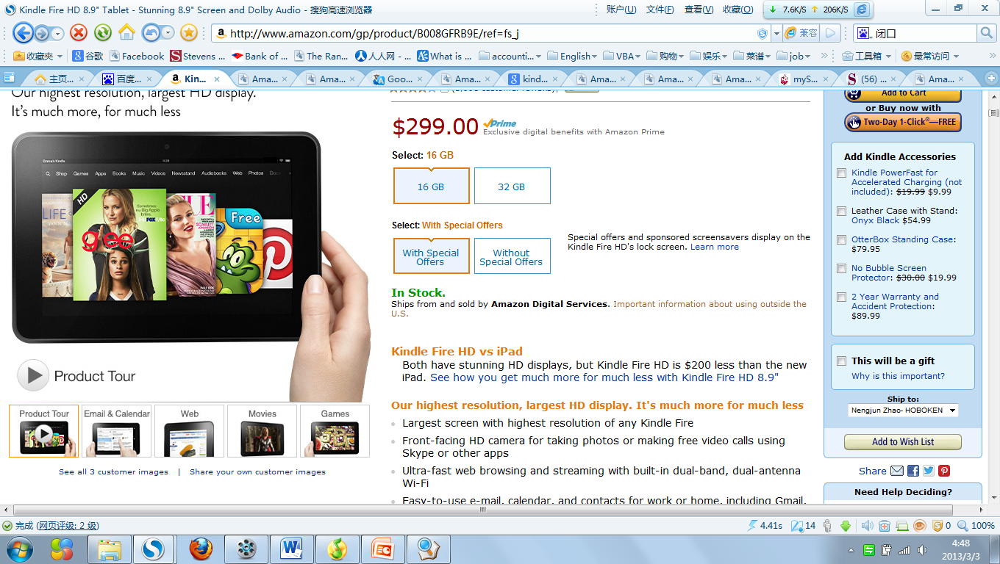 Kindle Fire HD 8.9" Tablet - Stunning 8.9" Screen and Dolby Audio - 搜狗高速浏览器
账户(U) 文件(F) 查看(V) 收藏(O)
7.6K/S 206K/S
http://www.amazon.com/gp/product/B008GFRB9E/ref=fs_j
兼容
闭口
收藏夹 谷歌 Facebook Stevens ... Bank of ... The Ran... 人人网 - ... What is ... accounti... English VBA 购物 娱乐 菜谱 job 工具箱 最常访问
主页... 百度... Kin... Ama... Ama... Goo... Ama... kind... Ama... Ama... Ama... myS... (56) ... Ama...
Our highest resolution, largest HD display.
It's much more, for much less
Emma's Kindle
Shop Games Apps Books Music Videos Newsstand Audiobooks Web Photos
LIFE
HD
glee
FOX
SCARLETT
Free
Product Tour
Product Tour
Email & Calendar
Web
Movies
Games
See all 3 customer images | Share your own customer images
$299.00
Prime
Exclusive digital benefits with Amazon Prime
Select: 16 GB
16 GB
32 GB
Select: With Special Offers
With Special
Offers
Without
Special Offers
Special offers and sponsored screensavers display on the
Kindle Fire HD's lock screen. Learn more
In Stock.
Ships from and sold by Amazon Digital Services. Important information about using outside the
U.S.
Kindle Fire HD vs iPad
Both have stunning HD displays, but Kindle Fire HD is $200 less than the new
iPad. See how you get much more for much less with Kindle Fire HD 8.9"
Our highest resolution, largest HD display. It's much more for much less
Largest screen with highest resolution of any Kindle Fire
Front-facing HD camera for taking photos or making free video calls using
Skype or other apps
Ultra-fast web browsing and streaming with built-in dual-band, dual-antenna
Wi-Fi
Easy-to-use e-mail, calendar, and contacts for work or home, including Gmail,
Add to Cart
or Buy now with
Two-Day 1-Click®—FREE
Add Kindle Accessories
Kindle PowerFast for
Accelerated Charging (not
included): $19.99 $9.99
Leather Case with Stand:
Onyx Black $54.99
OtterBox Standing Case:
$79.95
No Bubble Screen
Protector: $30.00 $19.99
2 Year Warranty and
Accident Protection:
$89.99
This will be a gift
Why is this important?
Ship to:
Nengjun Zhao- HOBOKEN
Add to Wish List
Share
Need Help Deciding?
完成 (网页评级: 2 级)
4.41s 14 0 100%
4:48
2013/3/3